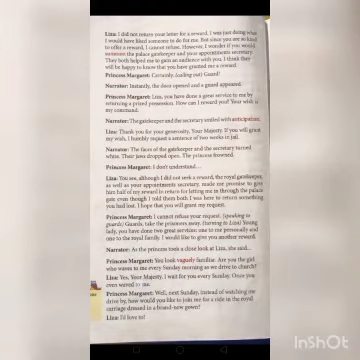 Liza: I did not return your letter for a reward. I was just doing what
I would have liked someone to do for me. But since you are so kind
to offer a reward, I cannot refuse. However, I wonder if you would
summon the palace gatekeeper and your appointments secretary.
They both helped me to gain an audience with you. I think they
will be happy to know that you have granted me a reward.
Princess Margaret: Certainly. (calling out) Guard!
Narrator: Instantly, the door opened and a guard appeared.
Princess Margaret: Liza, you have done a great service to me by
returning a prized possession. How can I reward you? Your wish is
my command.
Narrator: The gatekeeper and the secretary smiled with anticipation.
Liza: Thank you for your generosity, Your Majesty. If you will grant
my wish, I humbly request a sentence of two weeks in jail.
Narrator: The faces of the gatekeeper and the secretary turned
white. Their jaws dropped open. The princess frowned.
Princess Margaret: I don't understand...
Liza: You see, although I did not seek a reward, the royal gatekeeper,
as well as your appointments secretary, made me promise to give
him half of my reward in return for letting me in through the palace
gate even though I told them both. I was here to return something
you had lost. I hope that you will grant my request.
Princess Margaret: I cannot refuse your request. (Speaking to
guards) Guards, take the prisoners away. (turning to Liza) Young
lady, you have done two great services: one to me personally and
one to the royal family. I would like to give you another reward.
Narrator: As the princess took a close look at Liza, she said...
Princess Margaret: You look vaguely familiar. Are you the girl
who waves to me every Sunday morning as we drive to church?
Liza: Yes, Your Majesty, I wait for you every Sunday. Once you
even waved to me.
Princess Margaret: Well, next Sunday, instead of watching me
drive by, how would you like to join me for a ride in the royal
carriage dressed in a brand-new gown?
Liza: I'd love to!
InShOt